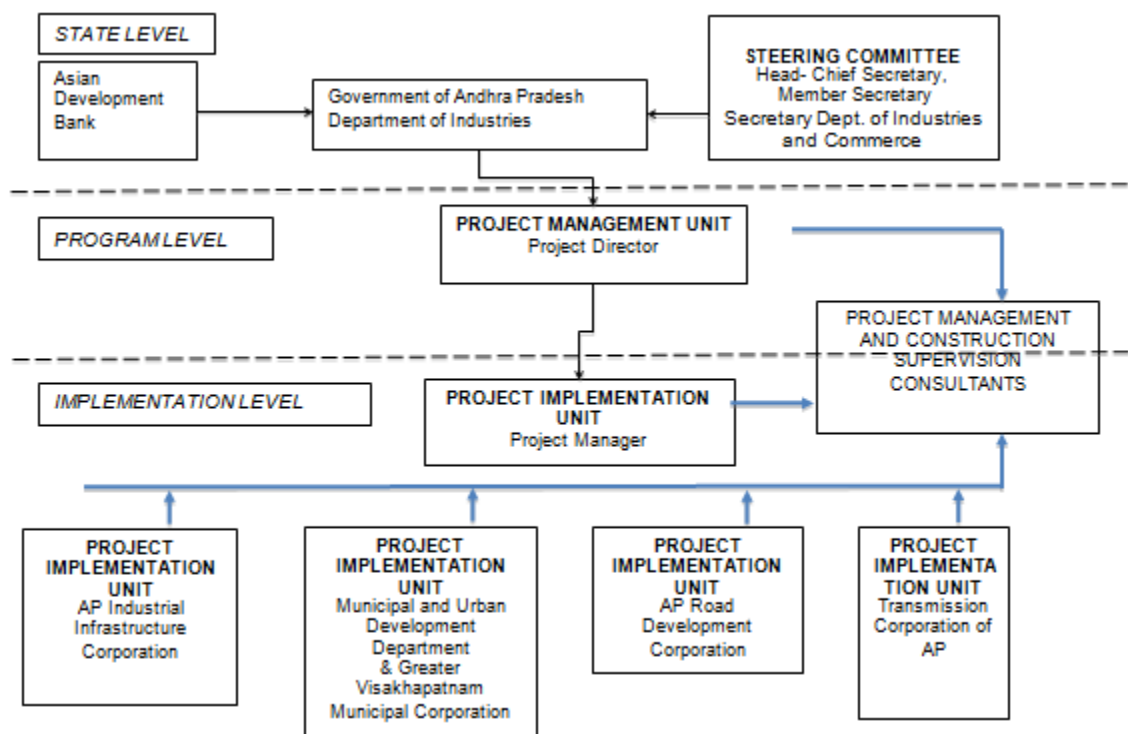 STATE LEVEL
Asian
Development
Bank
Government of Andhra Pradesh
Department of Industries
STEERING COMMITTEE
Head- Chief Secretary,
Member Secretary
Secretary Dept. of Industries
and Commerce
PROGRAM LEVEL
PROJECT MANAGEMENT UNIT
Project Director
PROJECT MANAGEMENT
AND CONSTRUCTION
SUPERVISION
CONSULTANTS
IMPLEMENTATION LEVEL
PROJECT IMPLEMENTATION
UNIT
Project Manager
PROJECT
IMPLEMENTATION
UNIT
AP Industrial
Infrastructure
Corporation
PROJECT
IMPLEMENTATION
UNIT
Municipal and Urban
Development
Department
& Greater
Visakhapatnam
Municipal Corporation
PROJECT
IMPLEMENTATION
UNIT
AP Road
Development
Corporation
PROJECT
IMPLEMENTA
TION UNIT
Transmission
Corporation of
AP